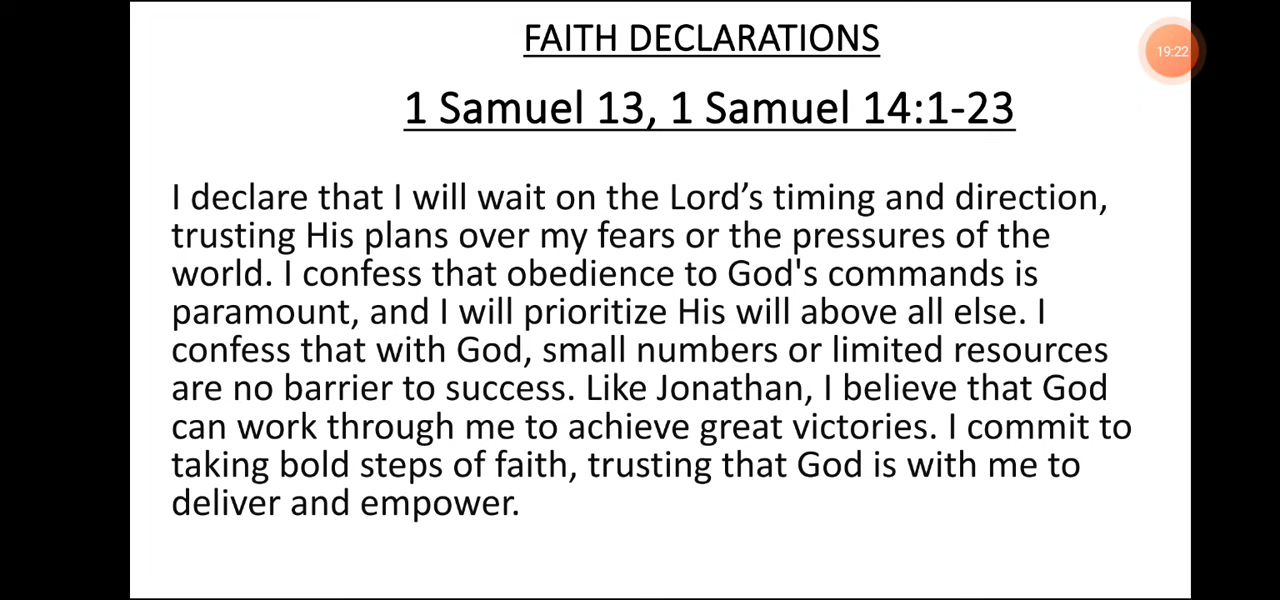 FAITH DECLARATIONS
19:22
1 Samuel 13, 1 Samuel 14:1-23
I declare that I will wait on the Lord’s timing and direction,
trusting His plans over my fears or the pressures of the
world. I confess that obedience to God's commands is
paramount, and I will prioritize His will above all else. I
confess that with God, small numbers or limited resources
are no barrier to success. Like Jonathan, I believe that God
can work through me to achieve great victories. I commit to
taking bold steps of faith, trusting that God is with me to
deliver and empower.